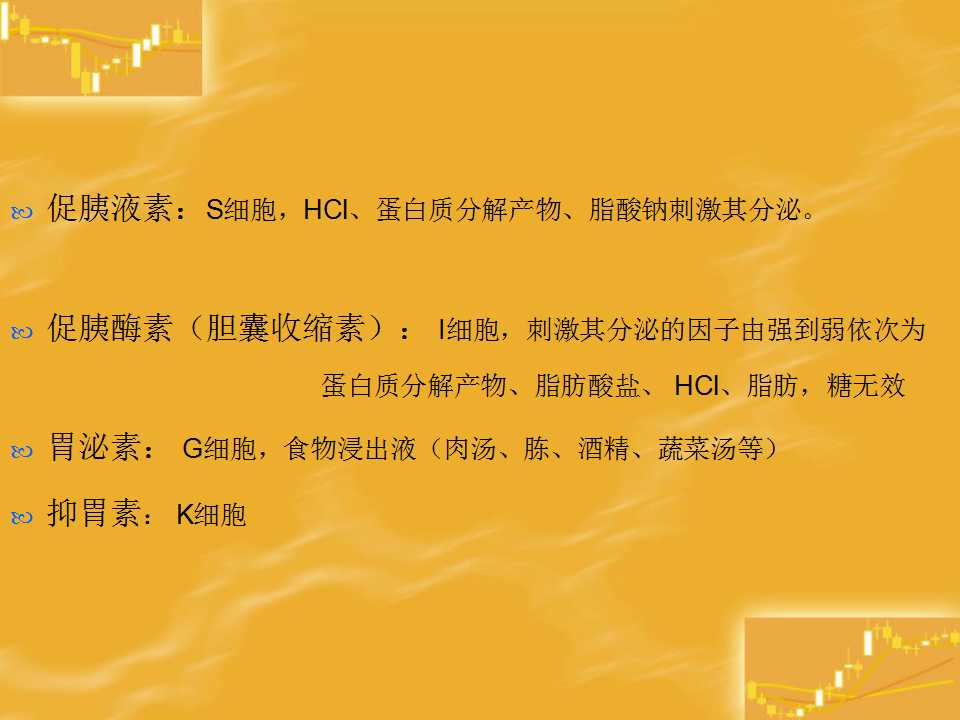 促胰液素：S细胞，HCl、蛋白质分解产物、脂酸钠刺激其分泌。
促胰酶素（胆囊收缩素）： I细胞，刺激其分泌的因子由强到弱依次为
蛋白质分解产物、脂肪酸盐、 HCl、脂肪，糖无效
胃泌素： G细胞，食物浸出液（肉汤、胨、酒精、蔬菜汤等）
抑胃素： K细胞